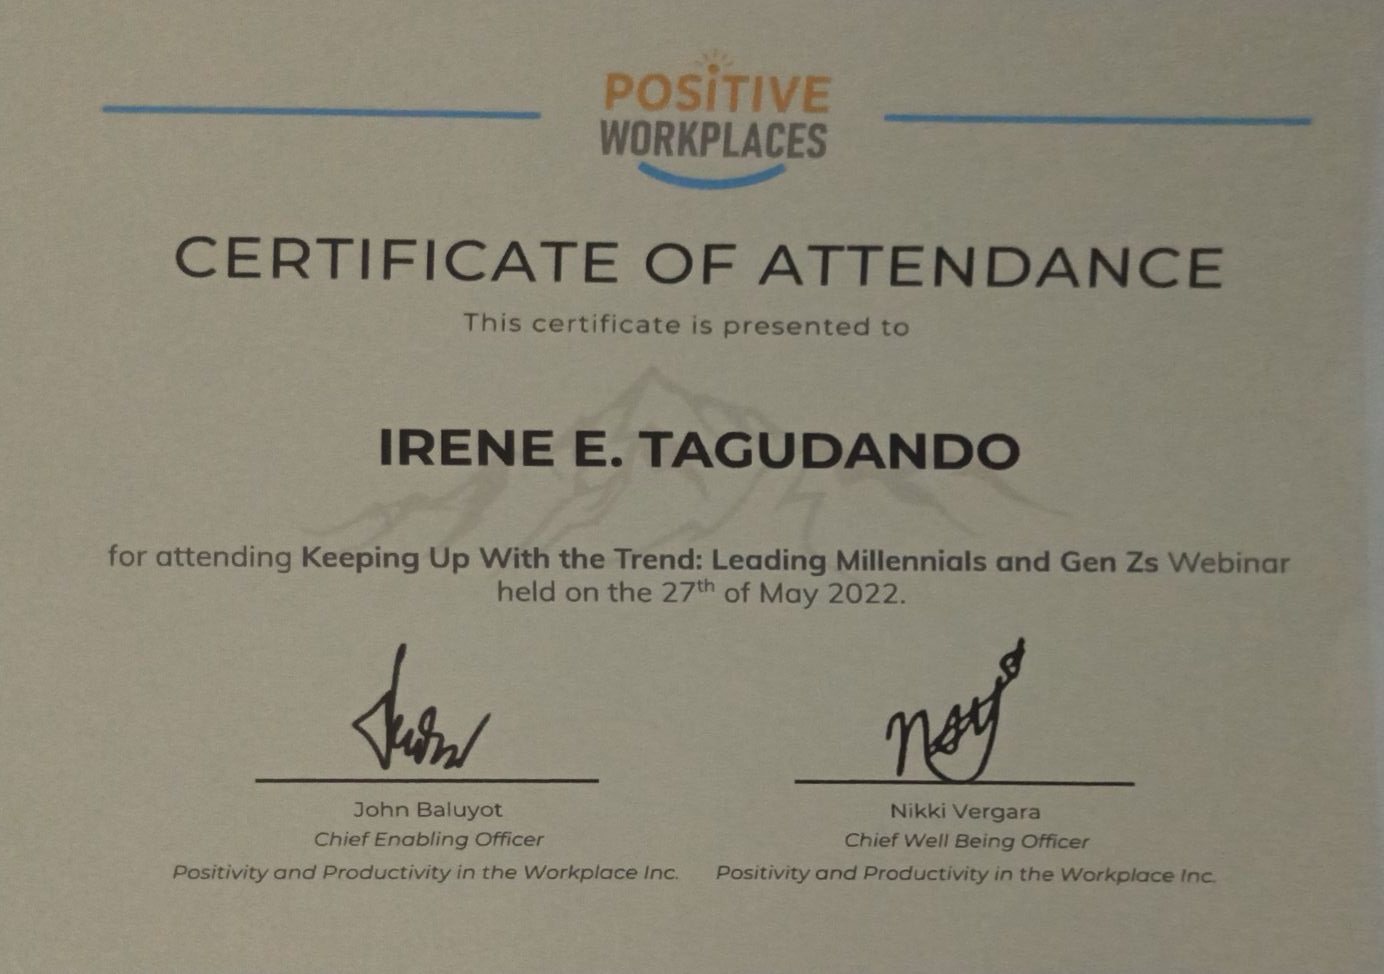 POSITIVE
WORKPLACES
CERTIFICATE OF ATTENDANCE
This certificate is presented to
IRENE E. TAGUDANDO
for attending Keeping Up With the Trend: Leading Millennials and Gen Zs Webinar
held on the 27th of May 2022.
John Baluyot
Chief Enabling Officer
Positivity and Productivity in the Workplace Inc.
Nikki Vergara
Chief Well Being Officer
Positivity and Productivity in the Workplace Inc.